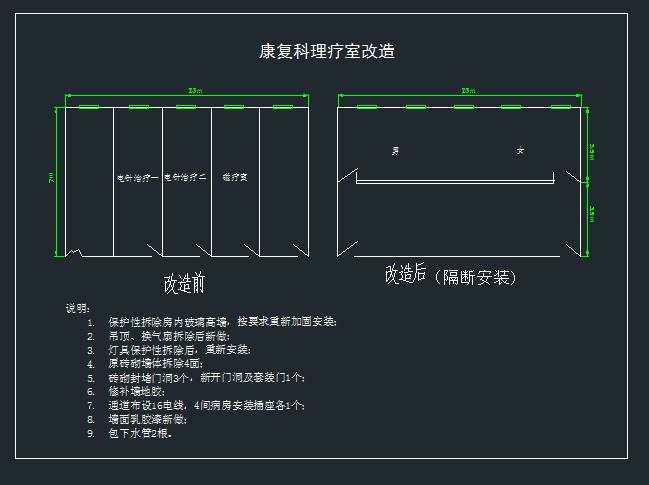 康复科理疗室改造
23m
23m
7m
电针治疗一
电针治疗二
磁疗室
男
女
3.5m
3.5m
改造前
改造后（隔断安装）
说明:
1. 保护性拆除房内玻璃高墙，按要求重新加固安装;
2. 吊顶、换气扇拆除后新做;
3. 灯具保护性拆除后，重新安装;
4. 原砖砌墙体拆除4面;
5. 砖砌封堵门洞3个，新开门洞及套装门1个;
6. 修补墙地胶;
7. 通道布设16电线，4间病房安装插座各1个;
8. 墙面乳胶漆新做;
9. 包下水管2根。